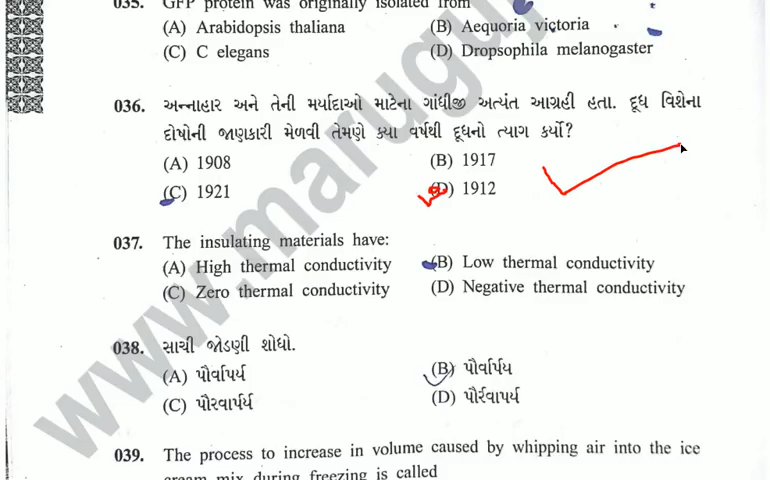 035. GFP protein was originally isolated from
(A) Arabidopsis thaliana (B) Aequoria victoria
(C) C elegans (D) Dropsophila melanogaster
036. અન્નાહાર અને તેની મર્યાદાઓ માટેના ગાંધીજી અત્યંત આગ્રહી હતા. દૂધ વિશેના
દોષોની જાણકારી મેળવી તેમણે ક્યા વર્ષથી દૂધનો ત્યાગ કર્યો?
(A) 1908 (B) 1917
(C) 1921 (D) 1912
037. The insulating materials have:
(A) High thermal conductivity (B) Low thermal conductivity
(C) Zero thermal conductivity (D) Negative thermal conductivity
038. સાચી જોડણી શોધો.
(A) પૌર્વાપર્ય (B) પૌર્વાર્પય
(C) પૌરવાર્પર્ય (D) પૌર્રવાપર્ય
039. The process to increase in volume caused by whipping air into the ice
cream mix during freezing is called